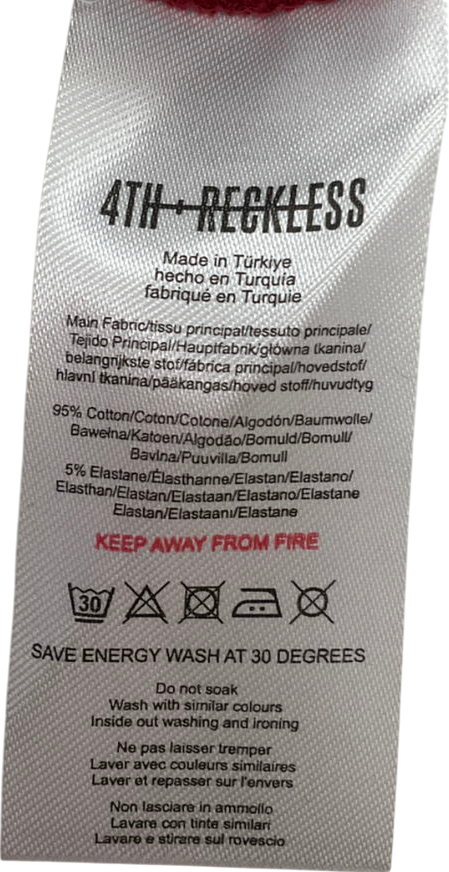 4TH + RECKLESS
Made in Türkiye
hecho en Turquia
fabriqué en Turquie
Main Fabric/tissu principal/tessuto principale/
Tejido Principal/Hauptfabrik/główna tkanina/
belangrijkste stof/fábrica principal/hovedstof/
hlavní tkanina/pääkangas/hoved stoff/huvudtyg
95% Cotton/Coton/Cotone/Algodón/Baumwolle/
Bawełna/Katoen/Algodão/Bomuld/Bomull/
Bavlna/Puuvilla/Bomull
5% Elastane/Élasthanne/Elastan/Elastano/
Elasthan/Elastan/Elastaan/Elastano/Elastane
Elastan/Elastaani/Elastane
KEEP AWAY FROM FIRE
30
SAVE ENERGY WASH AT 30 DEGREES
Do not soak
Wash with similar colours
Inside out washing and ironing
Ne pas laisser tremper
Laver avec couleurs similaires
Laver et repasser sur l'envers
Non lasciare in ammollo
Lavare con tinte similari
Lavare e stirare sul rovescio